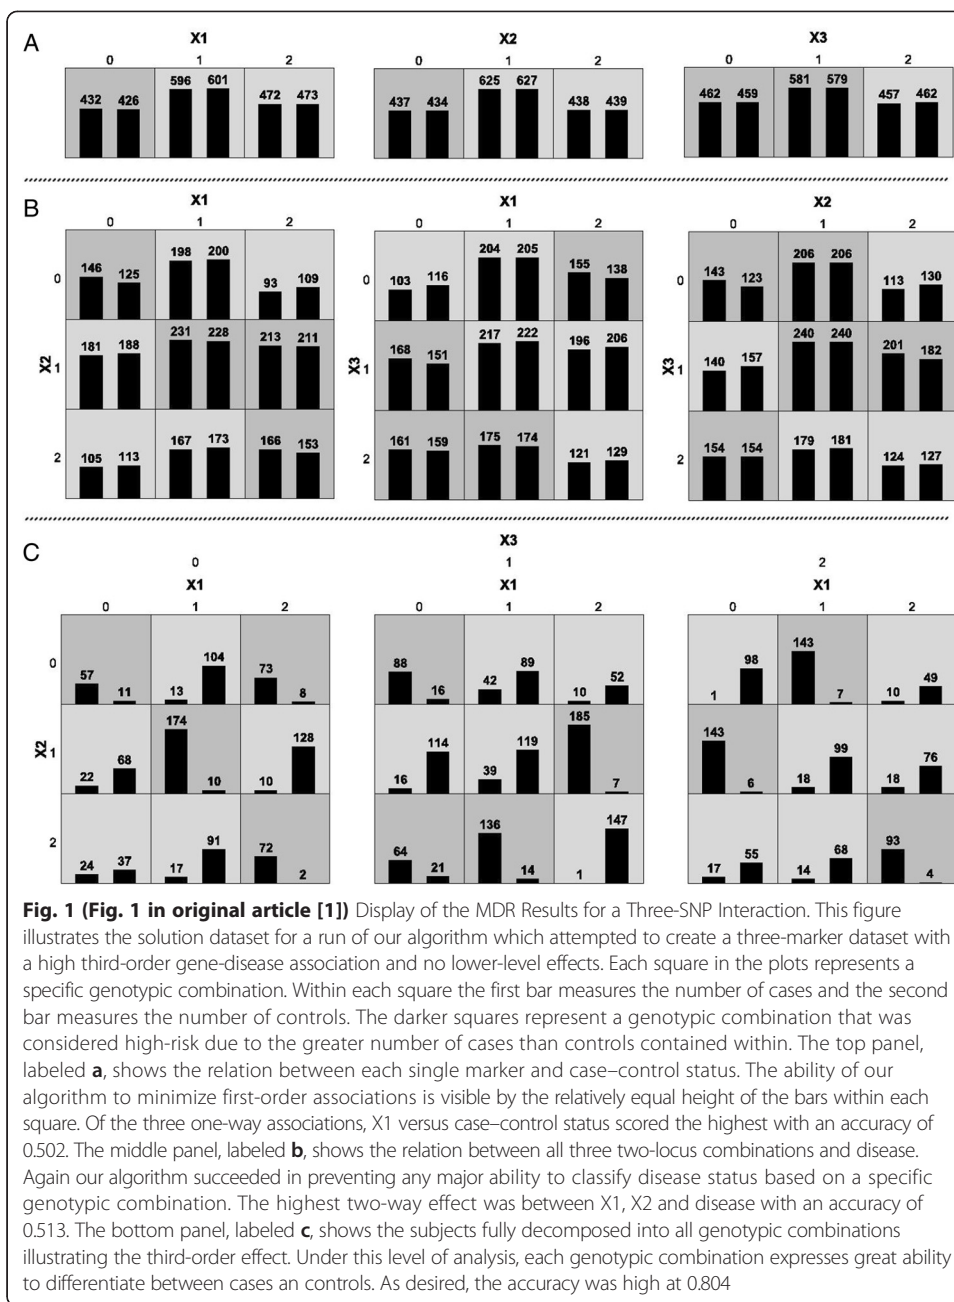 A
X1
X2
X3
0 1 2 0 1 2 0 1 2
596 601 625 627 581 579
432 426 472 473 437 434 438 439 462 459 457 462
B
X1
X1
X2
0 1 2 0 1 2 0 1 2
0 146 125 198 200 93 109 0 103 116 204 205 155 138 0 143 123 206 206 113 130
X2 1 181 188 231 228 213 211 X3 1 168 151 217 222 196 206 X3 1 140 157 240 240 201 182
2 105 113 167 173 166 153 2 161 159 175 174 121 129 2 154 154 179 181 124 127
C
X3
0 1 2
X1 X1 X1
0 1 2 0 1 2 0 1 2
0 57 11 13 104 73 8 88 16 42 89 10 52 1 98 143 7 10 49
X2 1 22 68 174 10 10 128 16 114 39 119 185 7 143 6 18 99 18 76
2 24 37 17 91 72 2 64 21 136 14 1 147 17 55 14 68 93 4
Fig. 1 (Fig. 1 in original article [1]) Display of the MDR Results for a Three-SNP Interaction. This figure
illustrates the solution dataset for a run of our algorithm which attempted to create a three-marker dataset with
a high third-order gene-disease association and no lower-level effects. Each square in the plots represents a
specific genotypic combination. Within each square the first bar measures the number of cases and the second
bar measures the number of controls. The darker squares represent a genotypic combination that was
considered high-risk due to the greater number of cases than controls contained within. The top panel,
labeled a, shows the relation between each single marker and case–control status. The ability of our
algorithm to minimize first-order associations is visible by the relatively equal height of the bars within each
square. Of the three one-way associations, X1 versus case–control status scored the highest with an accuracy of
0.502. The middle panel, labeled b, shows the relation between all three two-locus combinations and disease.
Again our algorithm succeeded in preventing any major ability to classify disease status based on a specific
genotypic combination. The highest two-way effect was between X1, X2 and disease with an accuracy of
0.513. The bottom panel, labeled c, shows the subjects fully decomposed into all genotypic combinations
illustrating the third-order effect. Under this level of analysis, each genotypic combination expresses great ability
to differentiate between cases an controls. As desired, the accuracy was high at 0.804